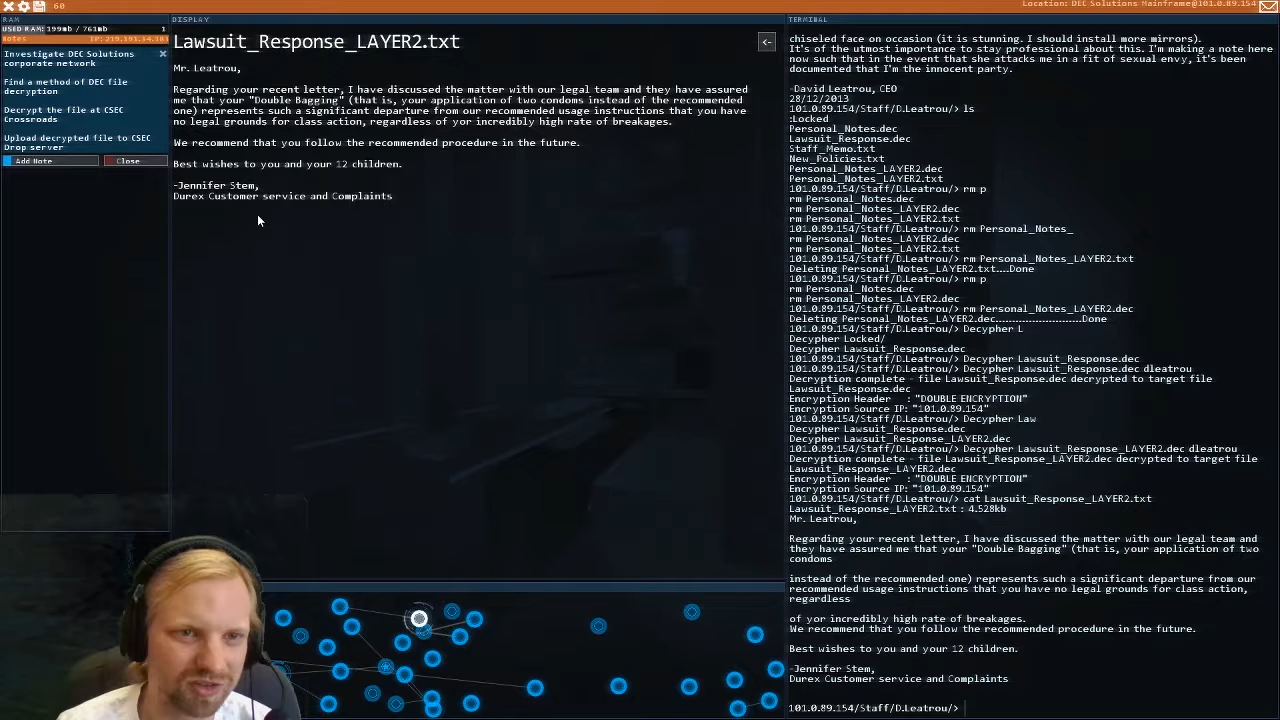 60
Location: DEC Solutions Mainframe@101.0.89.154
RAM
USED RAM: 199mb / 761mb 1
notes
Investigate DEC Solutions
corporate network
Find a method of DEC file
decryption
Decrypt the file at CSEC
Crossroads
Upload decrypted file to CSEC
Drop server
Add Note
Close
DISPLAY
Lawsuit_Response_LAYER2.txt
<-
Mr. Leatrou,
Regarding your recent letter, I have discussed the matter with our legal team and they have assured
me that your "Double Bagging" (that is, your application of two condoms instead of the recommended
one) represents such a significant departure from our recommended usage instructions that you have
no legal grounds for class action, regardless of yor incredibly high rate of breakages.
We recommend that you follow the recommended procedure in the future.
Best wishes to you and your 12 children.
-Jennifer Stem,
Durex Customer service and Complaints
TERMINAL
chiseled face on occasion (it is stunning. I should install more mirrors).
It's of the utmost importance to stay professional about this. I'm making a note here
now such that in the event that she attacks me in a fit of sexual envy, it's been
documented that I'm the innocent party.
-David Leatrou, CEO
28/12/2013
101.0.89.154/Staff/D.Leatrou/> ls
:Locked
Personal_Notes.dec
Lawsuit_Response.dec
Staff_Memo.txt
New_Policies.txt
Personal_Notes_LAYER2.dec
Personal_Notes_LAYER2.txt
101.0.89.154/Staff/D.Leatrou/> rm p
rm Personal_Notes.dec
rm Personal_Notes_LAYER2.dec
rm Personal_Notes_LAYER2.txt
101.0.89.154/Staff/D.Leatrou/> rm Personal_Notes_
rm Personal_Notes_LAYER2.dec
rm Personal_Notes_LAYER2.txt
101.0.89.154/Staff/D.Leatrou/> rm Personal_Notes_LAYER2.txt
Deleting Personal_Notes_LAYER2.txt....Done
101.0.89.154/Staff/D.Leatrou/> rm p
rm Personal_Notes.dec
rm Personal_Notes_LAYER2.dec
101.0.89.154/Staff/D.Leatrou/> rm Personal_Notes_LAYER2.dec
Deleting Personal_Notes_LAYER2.dec..........................Done
101.0.89.154/Staff/D.Leatrou/> Decypher L
Decypher Locked/
Decypher Lawsuit_Response.dec
101.0.89.154/Staff/D.Leatrou/> Decypher Lawsuit_Response.dec
101.0.89.154/Staff/D.Leatrou/> Decypher Lawsuit_Response.dec dleatrou
Decryption complete - file Lawsuit_Response.dec decrypted to target file
Lawsuit_Response.dec
Encryption Header : "DOUBLE ENCRYPTION"
Encryption Source IP: "101.0.89.154"
101.0.89.154/Staff/D.Leatrou/> Decypher Law
Decypher Lawsuit_Response.dec
Decypher Lawsuit_Response_LAYER2.dec
101.0.89.154/Staff/D.Leatrou/> Decypher Lawsuit_Response_LAYER2.dec dleatrou
Decryption complete - file Lawsuit_Response_LAYER2.dec decrypted to target file
Lawsuit_Response_LAYER2.dec
Encryption Header : "DOUBLE ENCRYPTION"
Encryption Source IP: "101.0.89.154"
101.0.89.154/Staff/D.Leatrou/> cat Lawsuit_Response_LAYER2.txt
Lawsuit_Response_LAYER2.txt : 4.528kb
Mr. Leatrou,
Regarding your recent letter, I have discussed the matter with our legal team and
they have assured me that your "Double Bagging" (that is, your application of two
condoms
instead of the recommended one) represents such a significant departure from our
recommended usage instructions that you have no legal grounds for class action,
regardless
of yor incredibly high rate of breakages.
We recommend that you follow the recommended procedure in the future.
Best wishes to you and your 12 children.
-Jennifer Stem,
Durex Customer service and Complaints
101.0.89.154/Staff/D.Leatrou/>